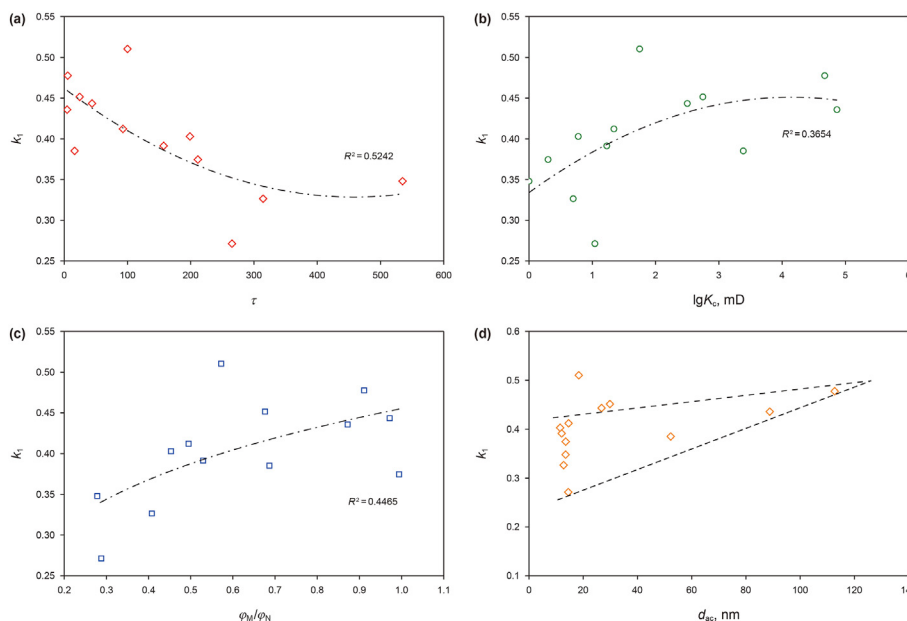 (a)
0.55
0.50
0.45
0.40
0.35
0.30
0.25
k₁
R² = 0.5242
0 100 200 300 400 500 600
τ
(b)
0.55
0.50
0.45
0.40
0.35
0.30
0.25
k₁
R² = 0.3654
0 1 2 3 4 5 6
lgKc, mD
(c)
0.55
0.50
0.45
0.40
0.35
0.30
0.25
k₁
R² = 0.4465
0.2 0.3 0.4 0.5 0.6 0.7 0.8 0.9 1.0 1.1
φM/φN
(d)
0.6
0.5
0.4
0.3
0.2
0.1
k₁
0 20 40 60 80 100 120 140
dac, nm